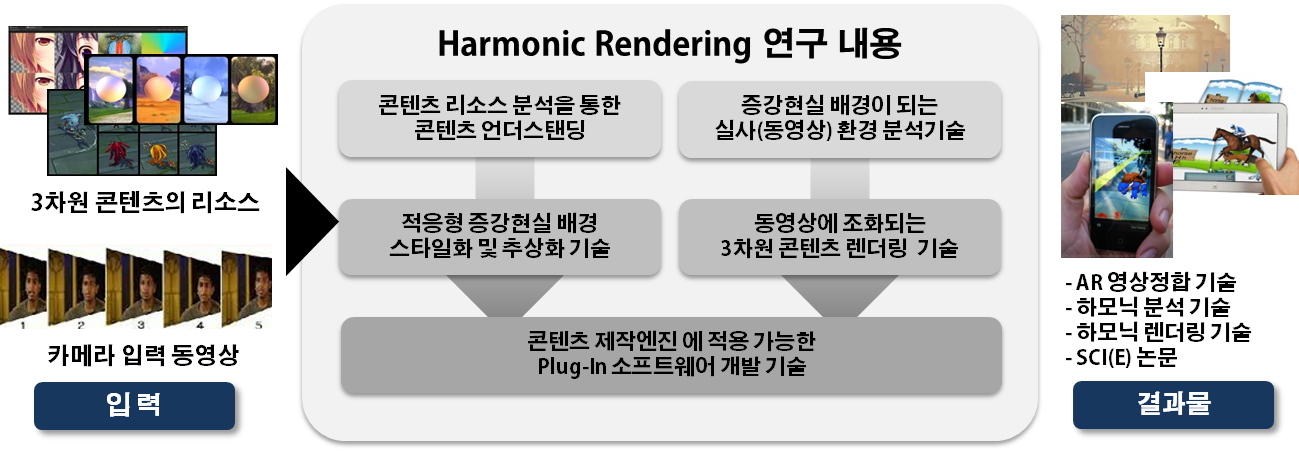 Harmonic Rendering 연구 내용
3차원 콘텐츠의 리소스
1 2 3 4 5
카메라 입력 동영상
입 력
콘텐츠 리소스 분석을 통한
콘텐츠 언더스탠딩
증강현실 배경이 되는
실사(동영상) 환경 분석기술
적응형 증강현실 배경
스타일화 및 추상화 기술
동영상에 조화되는
3차원 콘텐츠 렌더링 기술
콘텐츠 제작엔진 에 적용 가능한
Plug-In 소프트웨어 개발 기술
- AR 영상정합 기술
- 하모닉 분석 기술
- 하모닉 렌더링 기술
- SCI(E) 논문
결과물